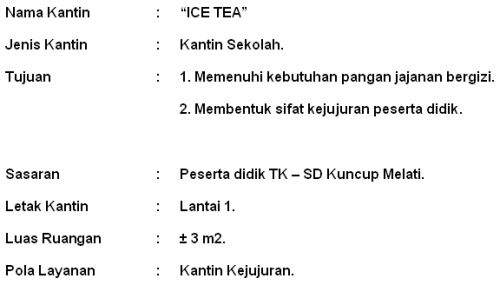 Nama Kantin : “ICE TEA”
Jenis Kantin : Kantin Sekolah.
Tujuan : 1. Memenuhi kebutuhan pangan jajanan bergizi.
2. Membentuk sifat kejujuran peserta didik.
Sasaran : Peserta didik TK – SD Kuncup Melati.
Letak Kantin : Lantai 1.
Luas Ruangan : ± 3 m2.
Pola Layanan : Kantin Kejujuran.